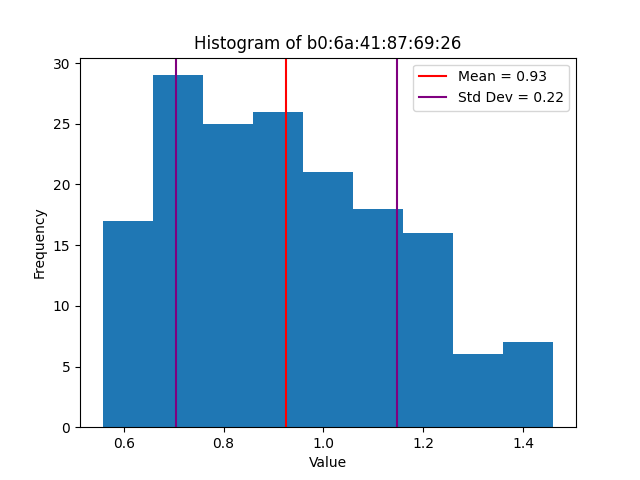 Histogram of b0:6a:41:87:69:26
Mean = 0.93
Std Dev = 0.22
Frequency
30
25
20
15
10
5
0
0.6 0.8 1.0 1.2 1.4
Value